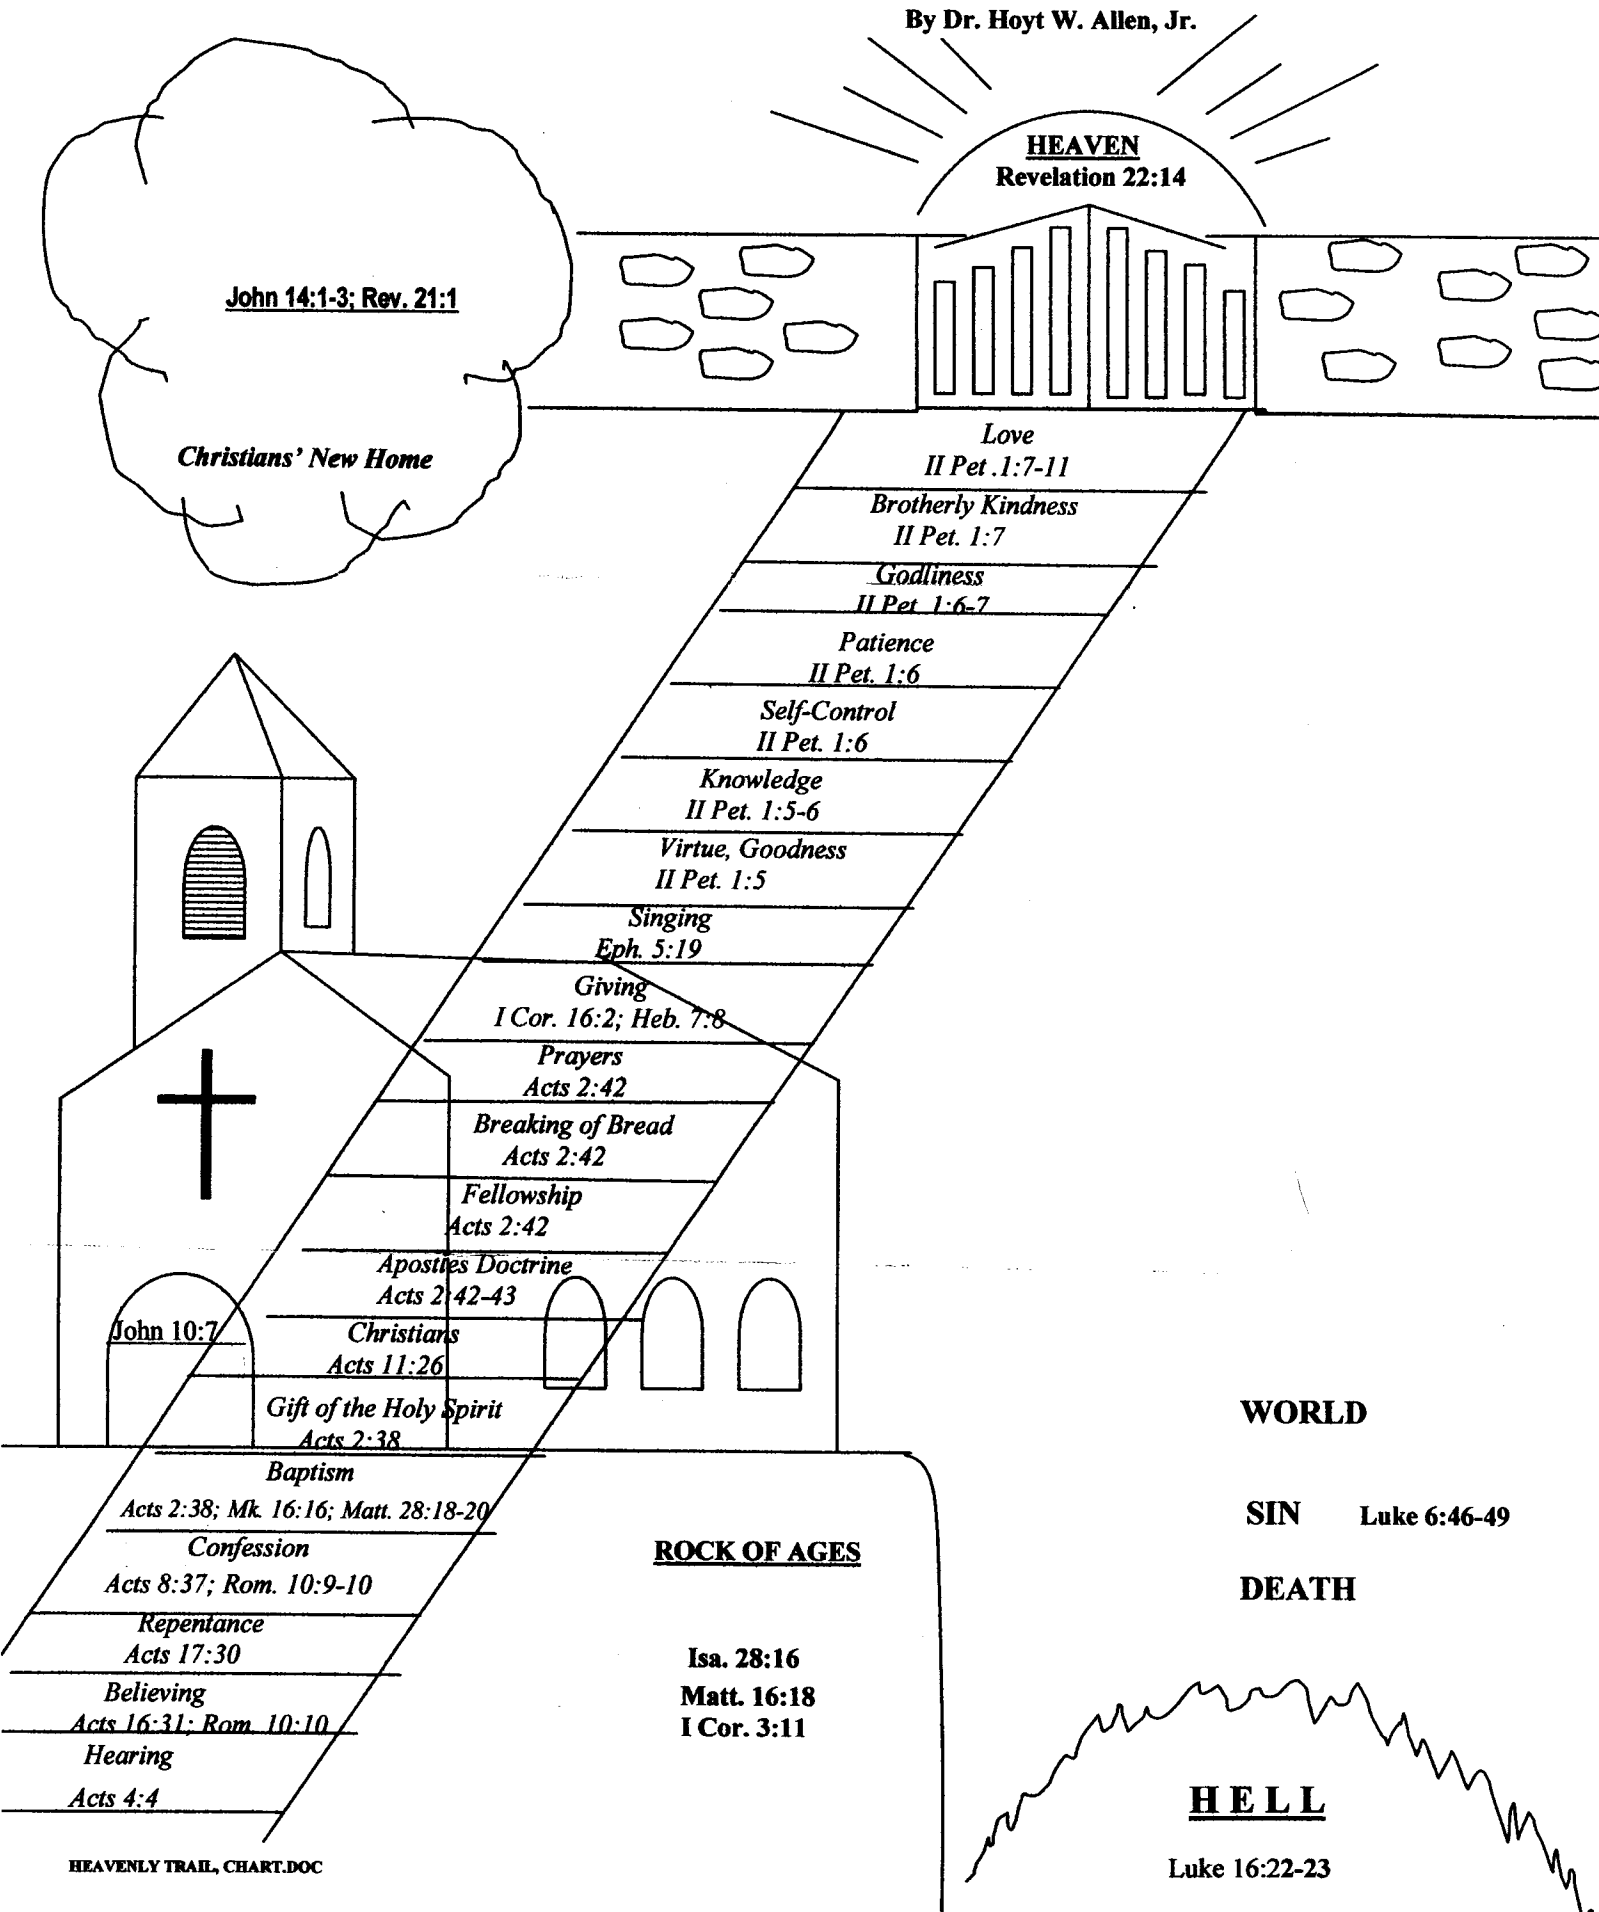 By Dr. Hoyt W. Allen, Jr.
HEAVEN
Revelation 22:14
John 14:1-3; Rev. 21:1
Christians' New Home
Love
II Pet .1:7-11
Brotherly Kindness
II Pet. 1:7
Godliness
II Pet. 1:6-7
Patience
II Pet. 1:6
Self-Control
II Pet. 1:6
Knowledge
II Pet. 1:5-6
Virtue, Goodness
II Pet. 1:5
Singing
Eph. 5:19
Giving
I Cor. 16:2; Heb. 7:8
Prayers
Acts 2:42
Breaking of Bread
Acts 2:42
Fellowship
Acts 2:42
Apostles Doctrine
Acts 2:42-43
John 10:7
Christians
Acts 11:26
Gift of the Holy Spirit
Acts 2:38
Baptism
Acts 2:38; Mk. 16:16; Matt. 28:18-20
Confession
Acts 8:37; Rom. 10:9-10
Repentance
Acts 17:30
Believing
Acts 16:31; Rom. 10:10
Hearing
Acts 4:4
HEAVENLY TRAIL, CHART.DOC
ROCK OF AGES
Isa. 28:16
Matt. 16:18
I Cor. 3:11
WORLD
SIN Luke 6:46-49
DEATH
H E L L
Luke 16:22-23